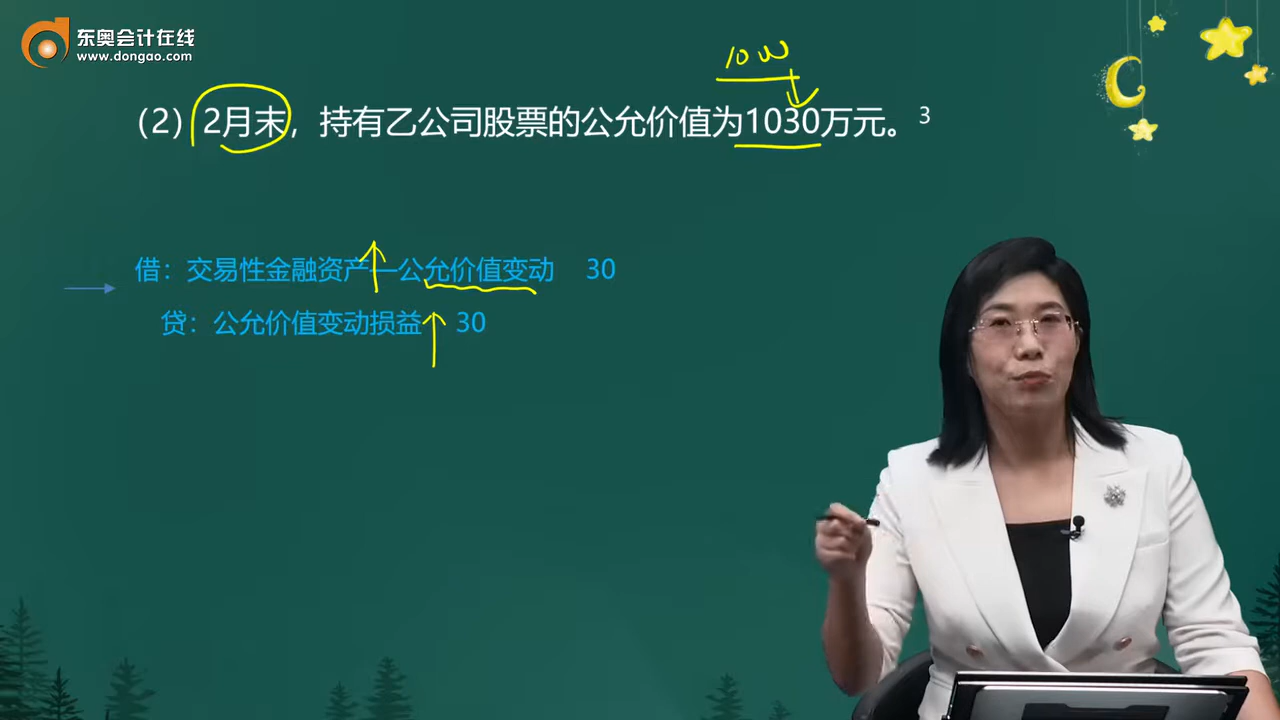 东奥会计在线
www.dongao.com
1000
（2）2月末，持有乙公司股票的公允价值为1030万元。3
借：交易性金融资产—公允价值变动 30
贷：公允价值变动损益 30